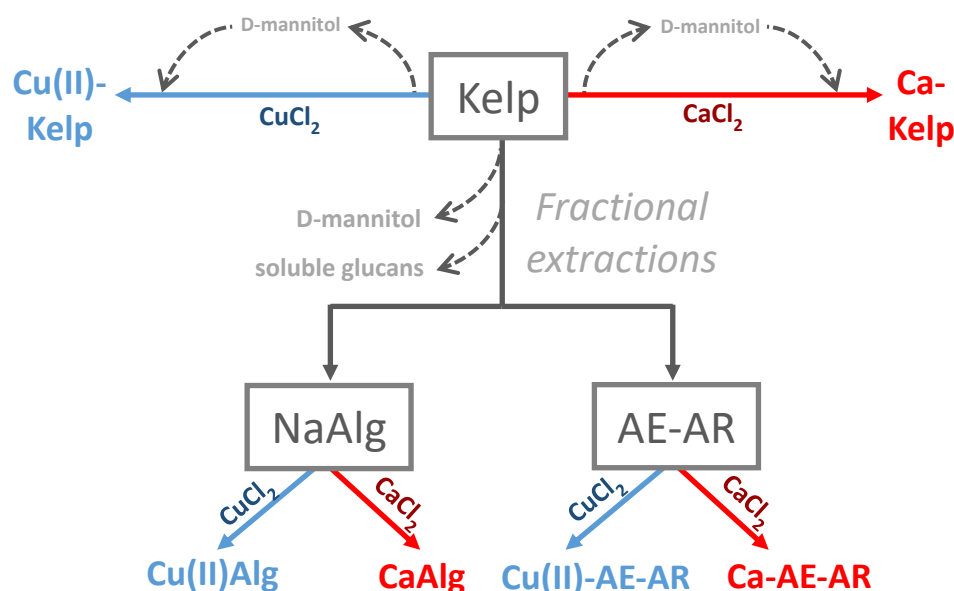 D-mannitol
D-mannitol
Cu(II)-
Kelp
CuCl₂
Kelp
CaCl₂
Ca-
Kelp
D-mannitol
soluble glucans
Fractional
extractions
NaAlg
AE-AR
CuCl₂
CaCl₂
CuCl₂
CaCl₂
Cu(II)Alg
CaAlg
Cu(II)-AE-AR
Ca-AE-AR